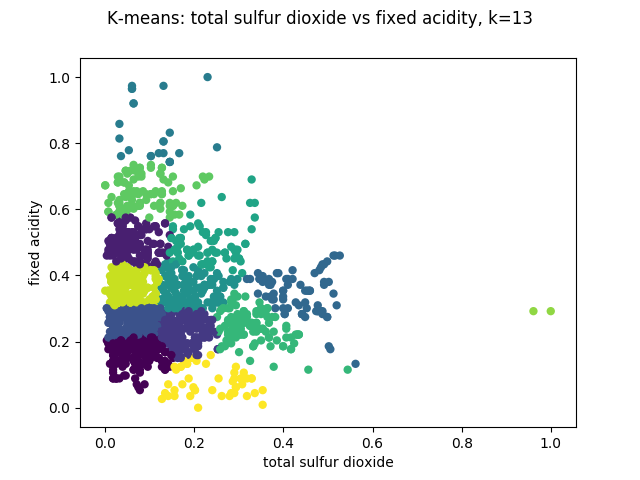 K-means: total sulfur dioxide vs fixed acidity, k=13
1.0
0.8
0.6
0.4
0.2
0.0
fixed acidity
0.0 0.2 0.4 0.6 0.8 1.0
total sulfur dioxide